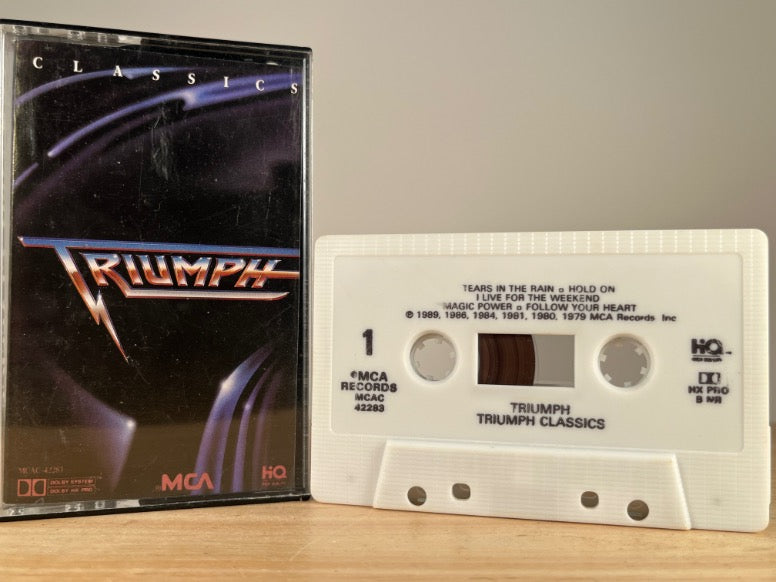 CLASSICS
TRIUMPH
MCAC-42283
DOLBY SYSTEM
DOLBY HX PRO
MCA
HQ
TEARS IN THE RAIN o HOLD ON
I LIVE FOR THE WEEKEND
MAGIC POWER o FOLLOW YOUR HEART
℗ 1989, 1986, 1984, 1981, 1980, 1979 MCA Records Inc
1
MCA
RECORDS
MCAC
42283
HQ
HX PRO
B NR
TRIUMPH
TRIUMPH CLASSICS